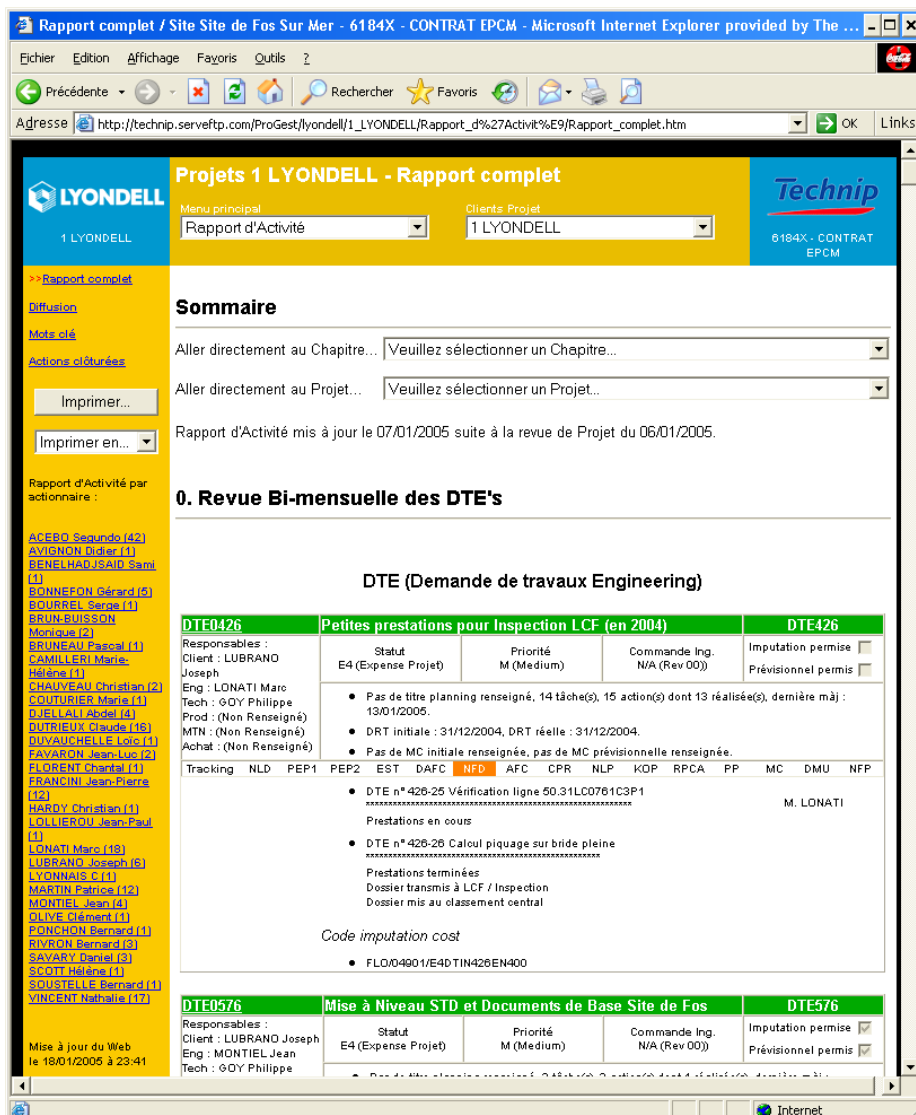 Rapport complet / Site Site de Fos Sur Mer - 6184X - CONTRAT EPCM - Microsoft Internet Explorer provided by The ...
Eichier Edition Affichage Favoris Outils ?
Précédente Rechercher Favoris
Adresse http://technip.serveftp.com/ProGest/lyondell/1_LYONDELL/Rapport_d%27Activit%E9/Rapport_complet.htm OK Links
LYONDELL
1 LYONDELL
Projets 1 LYONDELL - Rapport complet
Menu principal Clients Projet
Rapport d'Activité 1 LYONDELL
Technip
6184X - CONTRAT
EPCM
>>Rapport complet
Diffusion
Mots clé
Actions clôturées
Imprimer...
Imprimer en...
Rapport d'Activité par
actionnaire :
ACEBO Segundo (42)
AVIGNON Didier (1)
BENELHADJSAID Sami
(1)
BONNEFON Gérard (5)
BOURREL Serge (1)
BRUN-BUISSON
Monique (2)
BRUNEAU Pascal (1)
CAMILLERI Marie-
Hélène (1)
CHAUVEAU Christian (2)
COUTURIER Marie (1)
DJELLALI Abdel (4)
DUTRIEUX Claude (16)
DUVAUCHELLE Loïc (1)
FAVARON Jean-Luc (2)
FLORENT Chantal (1)
FRANCINI Jean-Pierre
(12)
HARDY Christian (1)
LOLLIEROU Jean-Paul
(1)
LONATI Marc (18)
LUBRANO Joseph (6)
LYONNAIS C (1)
MARTIN Patrice (12)
MONTIEL Jean (4)
OLIVE Clément (1)
PONCHON Bernard (1)
RIVRON Bernard (3)
SAVARY Daniel (3)
SCOTT Hélène (1)
SOUSTELLE Bernard (1)
VINCENT Nathalie (17)
Mise à jour du Web
le 18/01/2005 à 23:41
Sommaire
Aller directement au Chapitre... Veuillez sélectionner un Chapitre...
Aller directement au Projet... Veuillez sélectionner un Projet...
Rapport d'Activité mis à jour le 07/01/2005 suite à la revue de Projet du 06/01/2005.
0. Revue Bi-mensuelle des DTE's
DTE (Demande de travaux Engineering)
DTE0426 Petites prestations pour Inspection LCF (en 2004) DTE426
Responsables :
Client : LUBRANO
Joseph
Eng : LONATI Marc
Tech : GOY Philippe
Prod : (Non Renseigné)
MTN : (Non Renseigné)
Achat : (Non Renseigné)
Statut Priorité Commande Ing.
E4 (Expense Projet) M (Medium) N/A (Rev 00))
Imputation permise
Prévisionnel permis
• Pas de titre planning renseigné, 14 tâche(s), 15 action(s) dont 13 réalisée(s), dernière màj :
13/01/2005.
• DRT initiale : 31/12/2004, DRT réelle : 31/12/2004.
• Pas de MC initiale renseignée, pas de MC prévisionnelle renseignée.
Tracking NLD PEP1 PEP2 EST DAFC NFD AFC CPR NLP KOP RPCA PP MC DMU NFP
• DTE n° 426-25 Vérification ligne 50.31LC0761C3P1
M. LONATI
Prestations en cours
• DTE n° 426-26 Calcul piquage sur bride pleine
Prestations terminées
Dossier transmis à LCF / Inspection
Dossier mis au classement central
Code imputation cost
• FLO/04901/E4DTIN426EN400
DTE0576 Mise à Niveau STD et Documents de Base Site de Fos DTE576
Responsables :
Client : LUBRANO Joseph
Eng : MONTIEL Jean
Tech : GOY Philippe
Statut Priorité Commande Ing.
E4 (Expense Projet) M (Medium) N/A (Rev 00))
Imputation permise
Prévisionnel permis
Internet